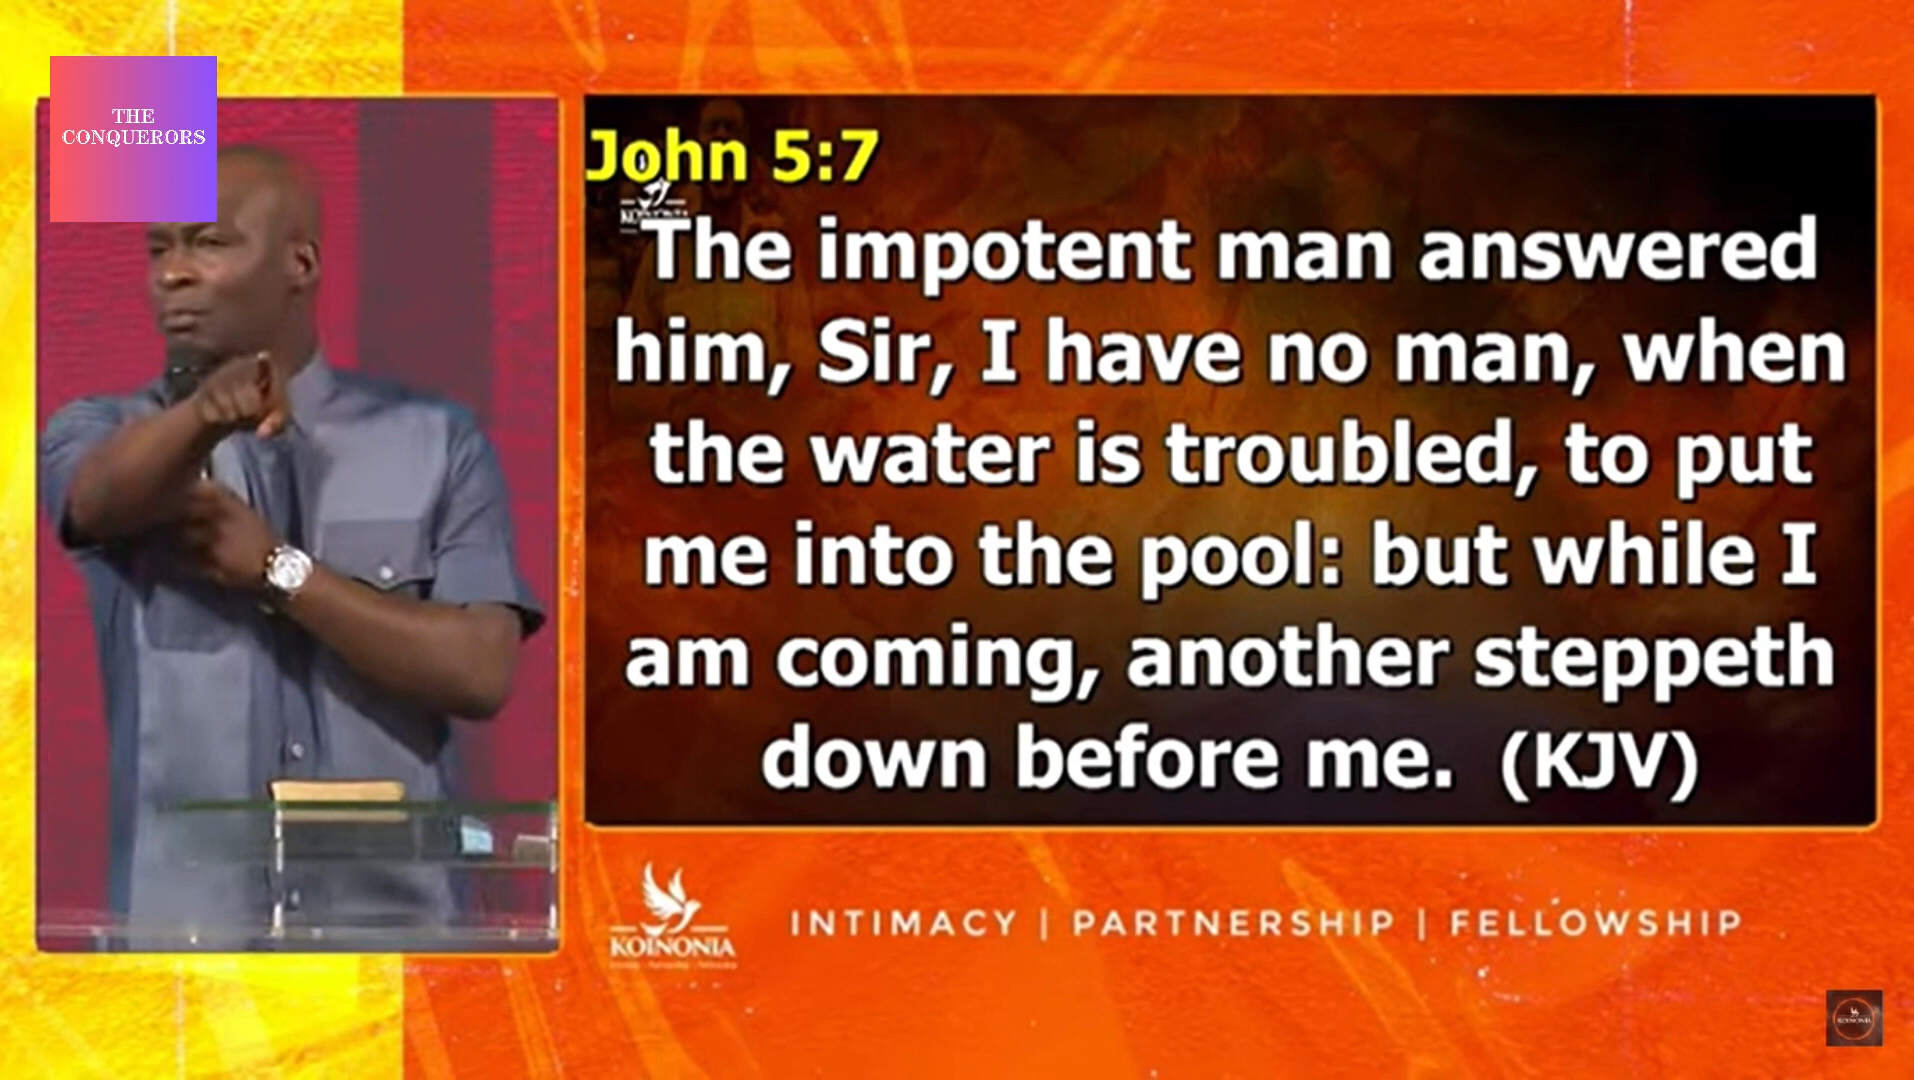 THE
CONQUERORS
John 5:7
The impotent man answered
him, Sir, I have no man, when
the water is troubled, to put
me into the pool: but while I
am coming, another steppeth
down before me. (KJV)
KOINONIA
INTIMACY | PARTNERSHIP | FELLOWSHIP
KOINONIA